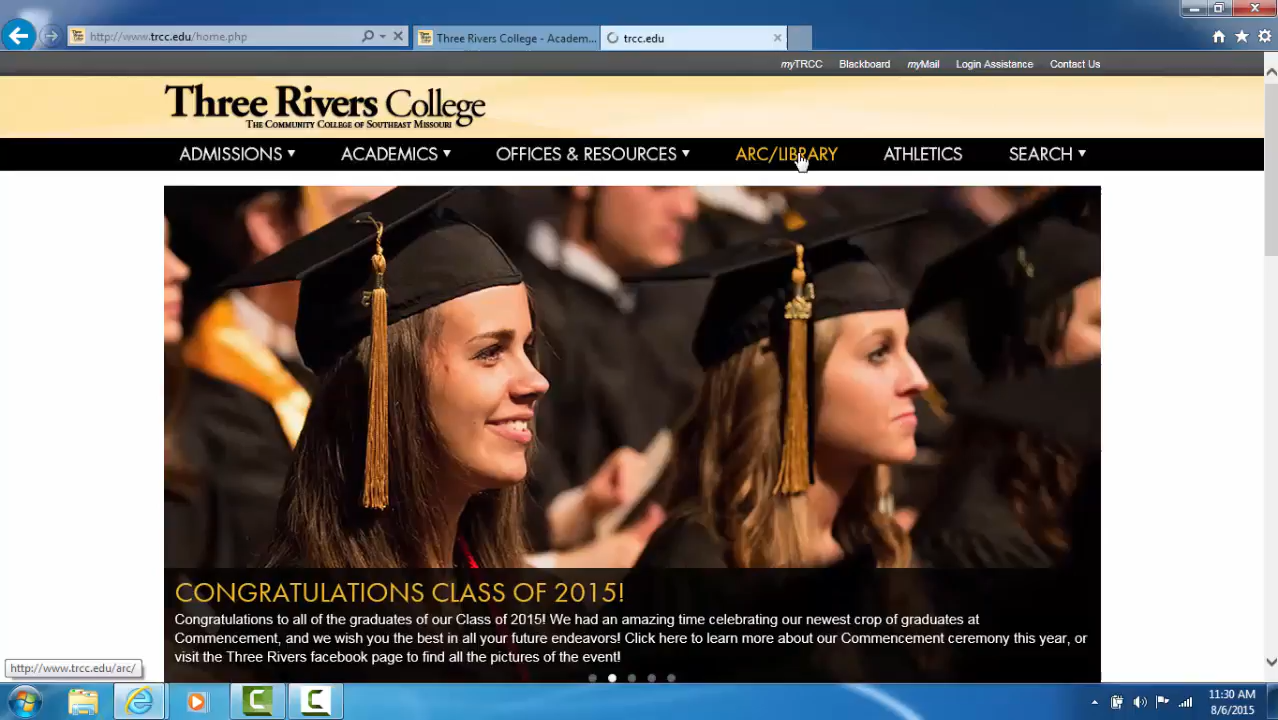 http://www.trcc.edu/home.php
Three Rivers College - Academ...
trcc.edu
myTRCC Blackboard myMail Login Assistance Contact Us
Three Rivers College
The Community College of Southeast Missouri
ADMISSIONS ACADEMICS OFFICES & RESOURCES ARC/LIBRARY ATHLETICS SEARCH
CONGRATULATIONS CLASS OF 2015!
Congratulations to all of the graduates of our Class of 2015! We had an amazing time celebrating our newest crop of graduates at
Commencement, and we wish you the best in all your future endeavors! Click here to learn more about our Commencement ceremony this year, or
visit the Three Rivers facebook page to find all the pictures of the event!
http://www.trcc.edu/arc/
11:30 AM
8/6/2015